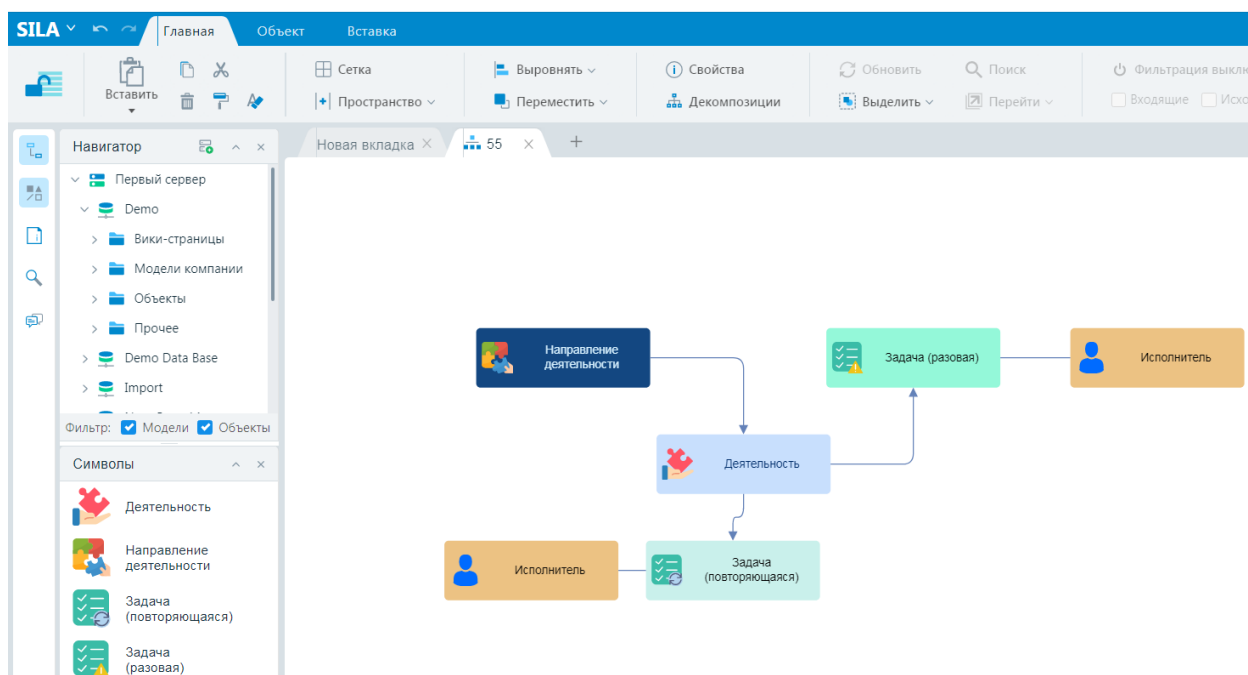 SILA
Главная
Объект
Вставка
Вставить
Сетка
Пространство
Выровнять
Переместить
Свойства
Декомпозиции
Обновить
Выделить
Поиск
Перейти
Фильтрация
Входящие
Навигатор
Первый сервер
Demo
Вики-страницы
Модели компании
Объекты
Прочее
Demo Data Base
Import
Фильтр: Модели Объекты
Символы
Деятельность
Направление
деятельности
Задача
(повторяющаяся)
Задача
(разовая)
Новая вкладка
55
Направление
деятельности
Задача (разовая)
Исполнитель
Деятельность
Исполнитель
Задача
(повторяющаяся)